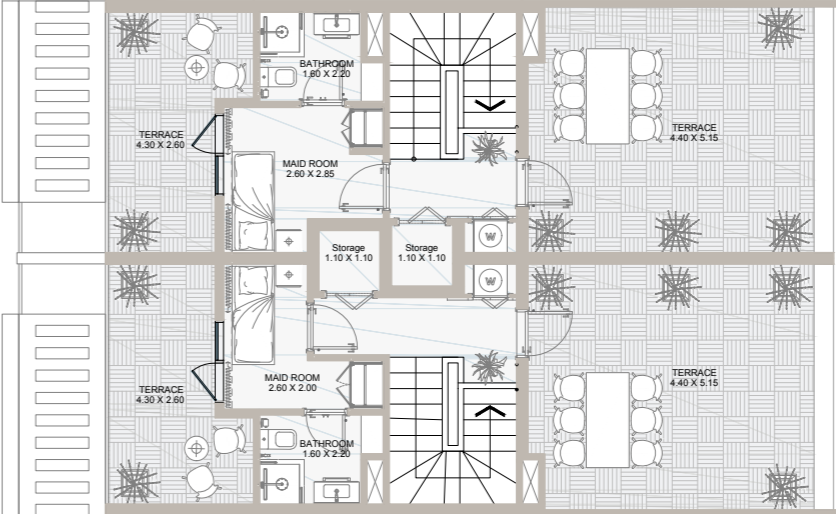 BATHROOM
1.60 X 2.20
TERRACE
4.30 X 2.60
MAID ROOM
2.60 X 2.85
TERRACE
4.40 X 5.15
W
Storage
1.10 X 1.10
Storage
1.10 X 1.10
W
MAID ROOM
2.60 X 2.00
TERRACE
4.30 X 2.60
TERRACE
4.40 X 5.15
BATHROOM
1.60 X 2.20